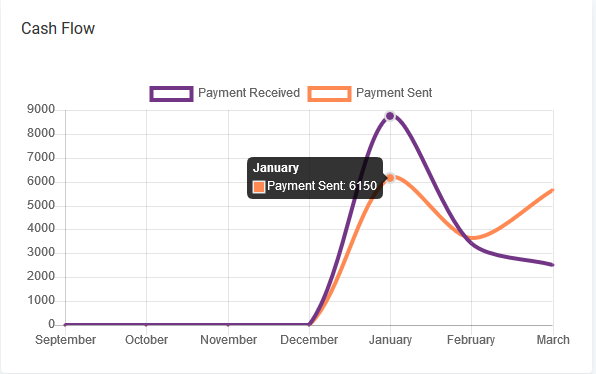 Cash Flow
Payment Received Payment Sent
9000
8000
7000
6000
5000
4000
3000
2000
1000
0
January
Payment Sent: 6150
September October November December January February March